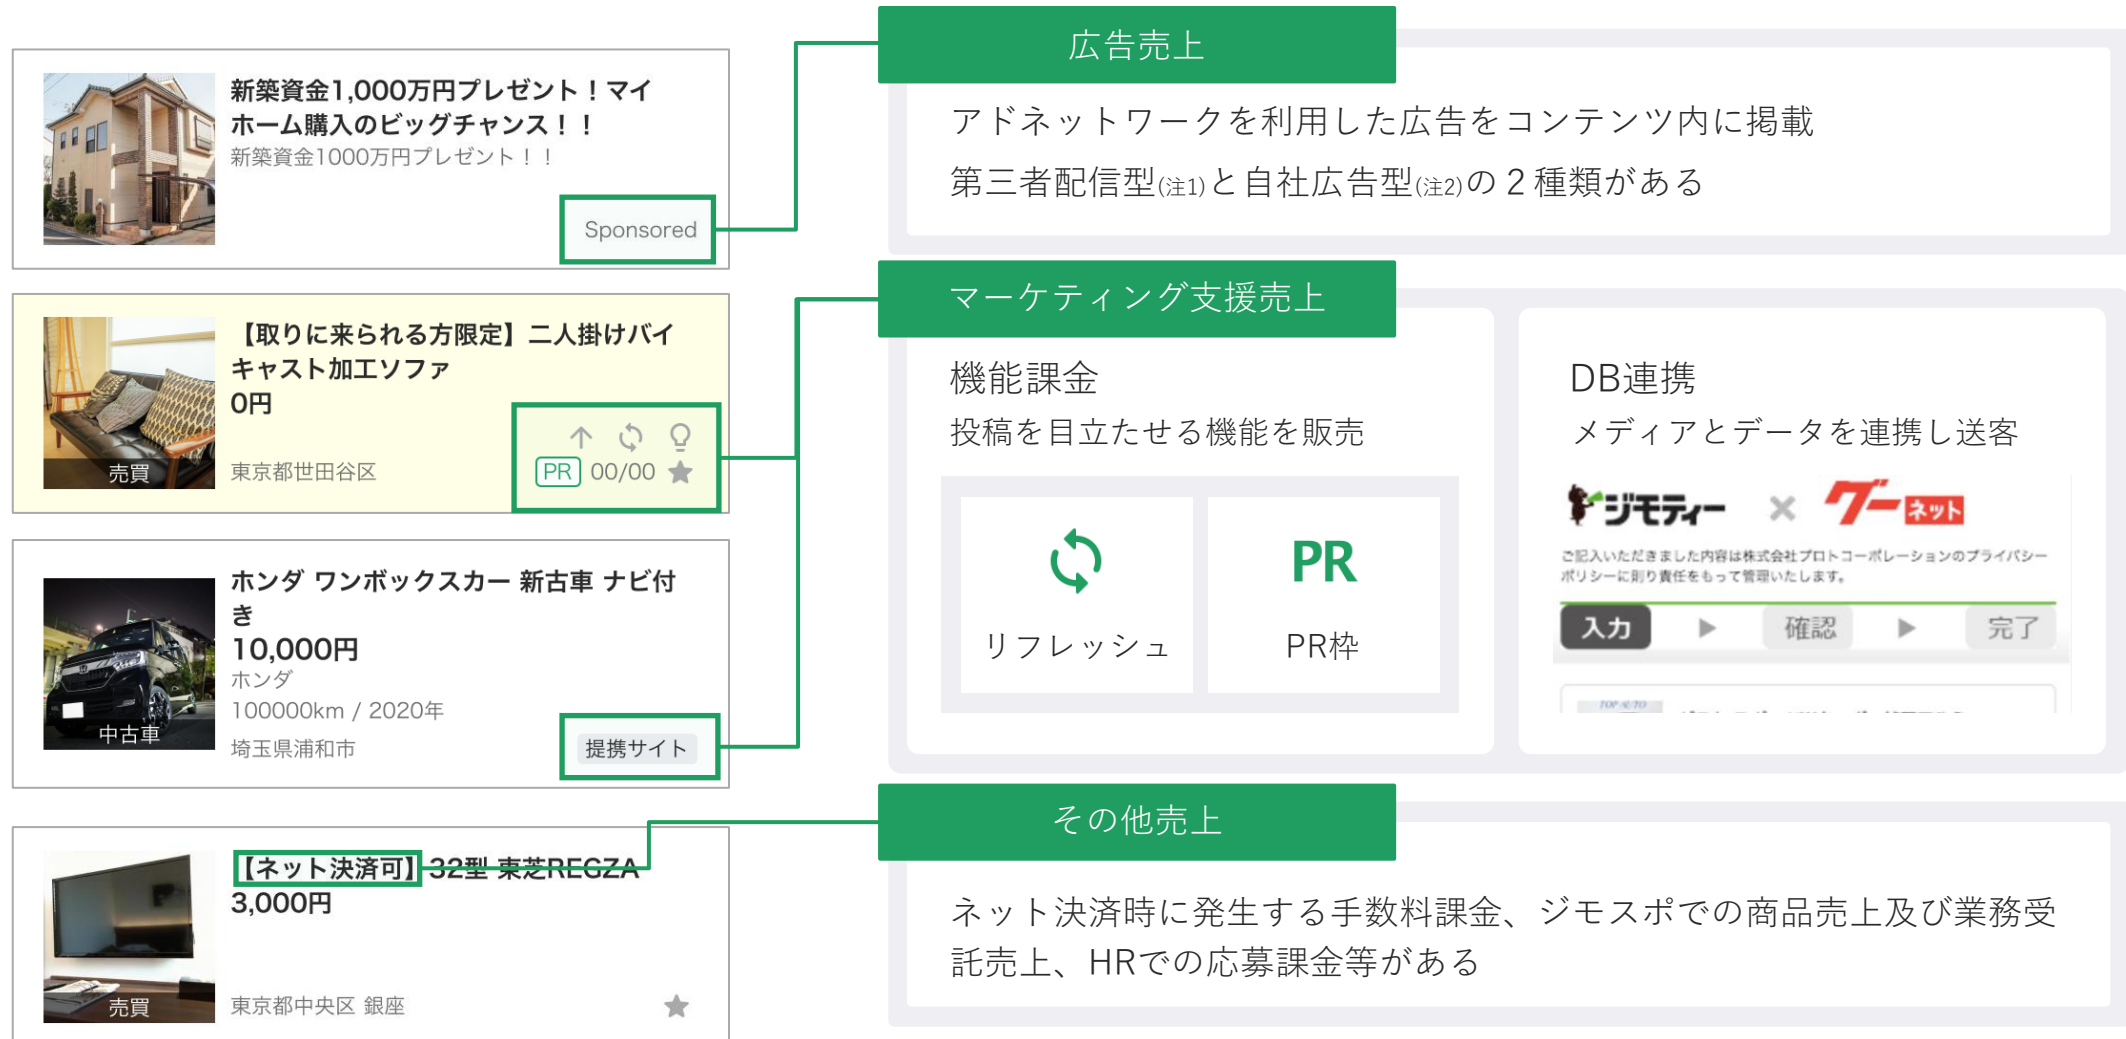 新築資金1,000万円プレゼント！マイ
ホーム購入のビッグチャンス！！
新築資金1000万円プレゼント！！
Sponsored
広告売上
アドネットワークを利用した広告をコンテンツ内に掲載
第三者配信型(注1)と自社広告型(注2)の２種類がある
【取りに来られる方限定】二人掛けバイ
キャスト加工ソファ
0円
売買
東京都世田谷区
PR 00/00
ホンダ ワンボックスカー 新古車 ナビ付
き
10,000円
ホンダ
100000km / 2020年
中古車
埼玉県浦和市
提携サイト
マーケティング支援売上
機能課金
投稿を目立たせる機能を販売
リフレッシュ
PR
PR枠
DB連携
メディアとデータを連携し送客
ジモティー × グーネット
ご記入いただきました内容は株式会社プロトコーポレーションのプライバシー
ポリシーに則り責任をもって管理いたします。
入力 ▶ 確認 ▶ 完了
TOP AUTO
【ネット決済可】32型 東芝REGZA
3,000円
売買
東京都中央区 銀座
その他売上
ネット決済時に発生する手数料課金、ジモスポでの商品売上及び業務受
託売上、HRでの応募課金等がある